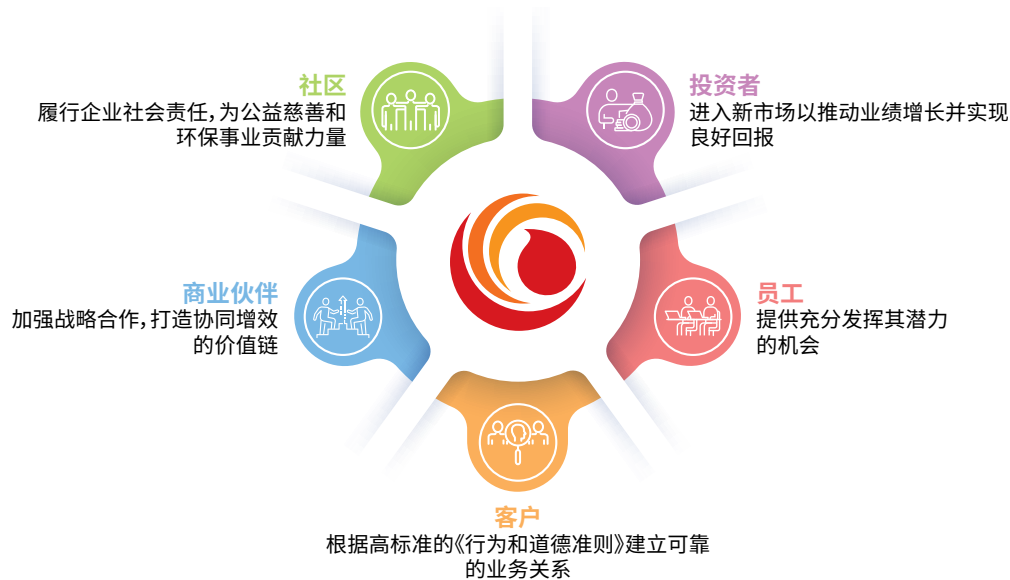 社区
履行企业社会责任，为公益慈善和
环保事业贡献力量
投资者
进入新市场以推动业绩增长并实现
良好回报
商业伙伴
加强战略合作，打造协同增效
的价值链
员工
提供充分发挥其潜力
的机会
客户
根据高标准的《行为和道德准则》建立可靠
的业务关系